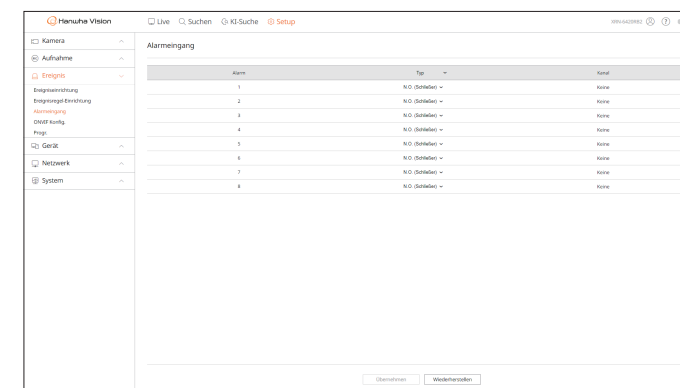 Hanwha Vision
Live Suchen KI-Suche Setup
Kamera
Aufnahme
Ereignis
Ereigniseinrichtung
Ereignisregel-Einrichtung
Alarmeingang
ONVIF Konfig.
Progr.
Gerät
Netzwerk
System
Alarmeingang
Alarm Typ Kanal
1 N.O. (Schließer) Keine
2 N.O. (Schließer) Keine
3 N.O. (Schließer) Keine
4 N.O. (Schließer) Keine
5 N.O. (Schließer) Keine
6 N.O. (Schließer) Keine
7 N.O. (Schließer) Keine
8 N.O. (Schließer) Keine
Übernehmen Wiederherstellen